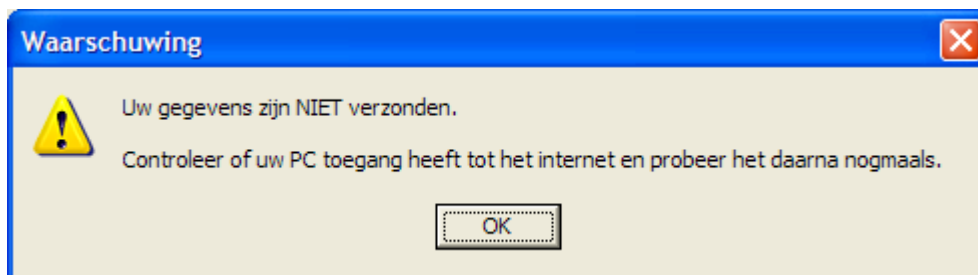 Waarschuwing
Uw gegevens zijn NIET verzonden.
Controleer of uw PC toegang heeft tot het internet en probeer het daarna nogmaals.
OK